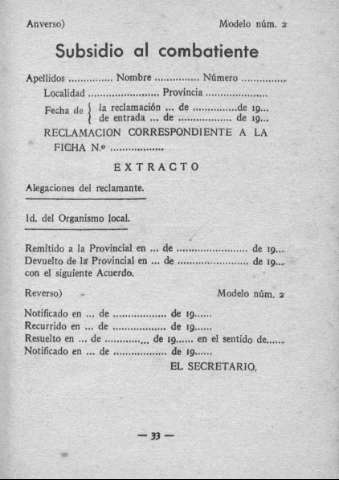 Anverso) Modelo núm. 2
Subsidio al combatiente
Apellidos ............... Nombre ............... Número ...............
Localidad ........................ Provincia ........................
Fecha de { la reclamación ... de ...............de 19...
{ de entrada ... de .................. de 19...
RECLAMACION CORRESPONDIENTE A LA
FICHA N.º ..................
EXTRACTO
Alegaciones del reclamante.
Id. del Organismo local.
Remitido a la Provincial en ... de ........................ de 19...
Devuelto de la Provincial en ... de ........................ de 19...
con el siguiente Acuerdo.
Reverso) Modelo núm. 2
Notificado en ... de .................. de 19......
Recurrido en ... de .................. de 19......
Resuelto en ... de ............... de 19...... en el sentido de......
Notificado en ... de .................. de 19......
EL SECRETARIO,
— 33 —